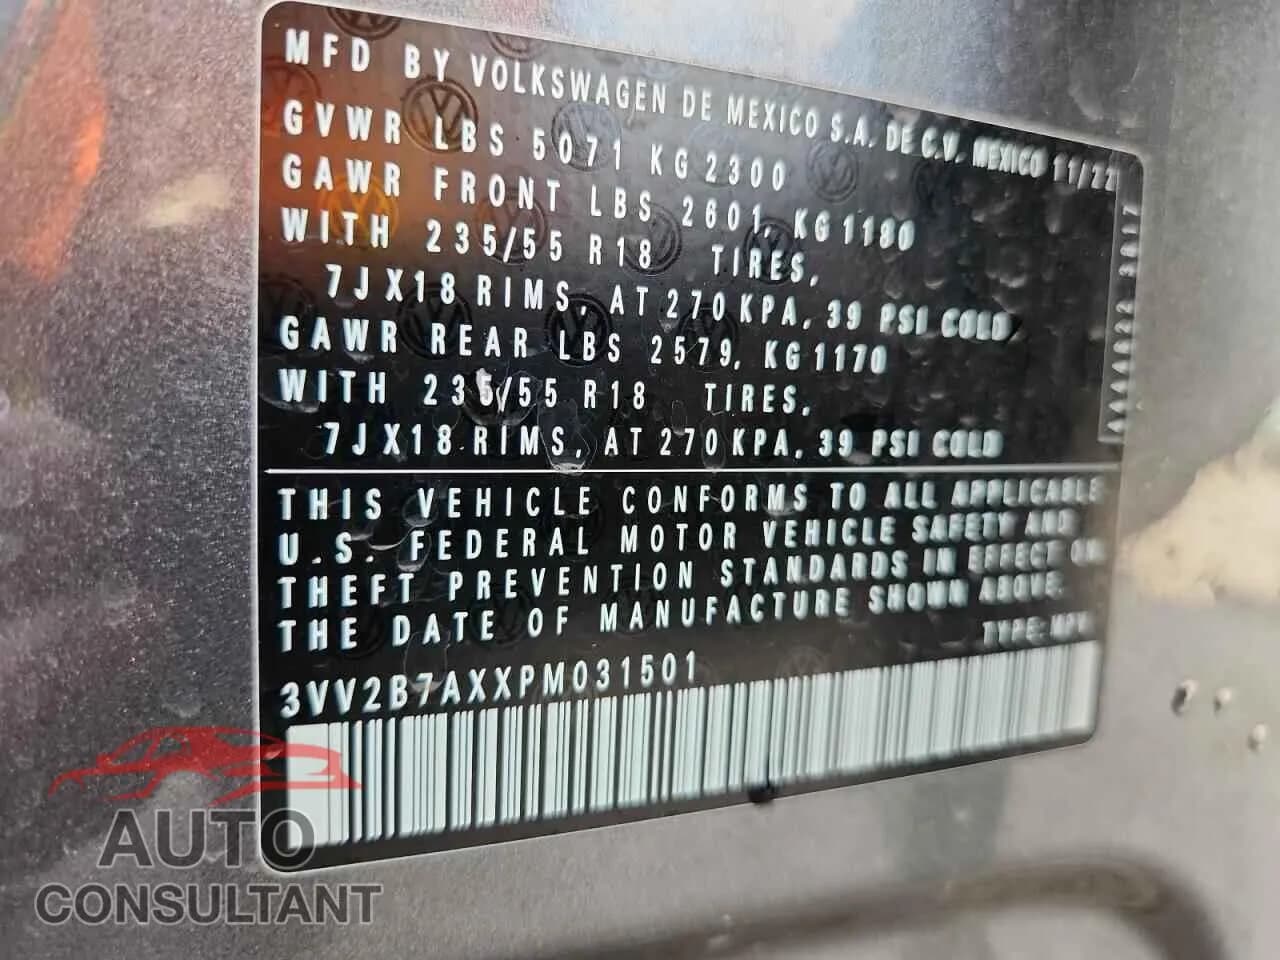 MFD BY VOLKSWAGEN DE MEXICO S.A. DE C.V. MEXICO 11/22
GVWR LBS 5071 KG 2300
GAWR FRONT LBS 2601, KG 1180
WITH 235/55 R18 TIRES,
7JX18 RIMS, AT 270 KPA, 39 PSI COLD,
GAWR REAR LBS 2579, KG 1170
WITH 235/55 R18 TIRES,
7JX18 RIMS, AT 270 KPA, 39 PSI COLD
THIS VEHICLE CONFORMS TO ALL APPLICABLE
U.S. FEDERAL MOTOR VEHICLE SAFETY AND
THEFT PREVENTION STANDARDS IN EFFECT ON
THE DATE OF MANUFACTURE SHOWN ABOVE.
TYPE: MPV
3VV2B7AXXPM031501
AUTO
CONSULTANT